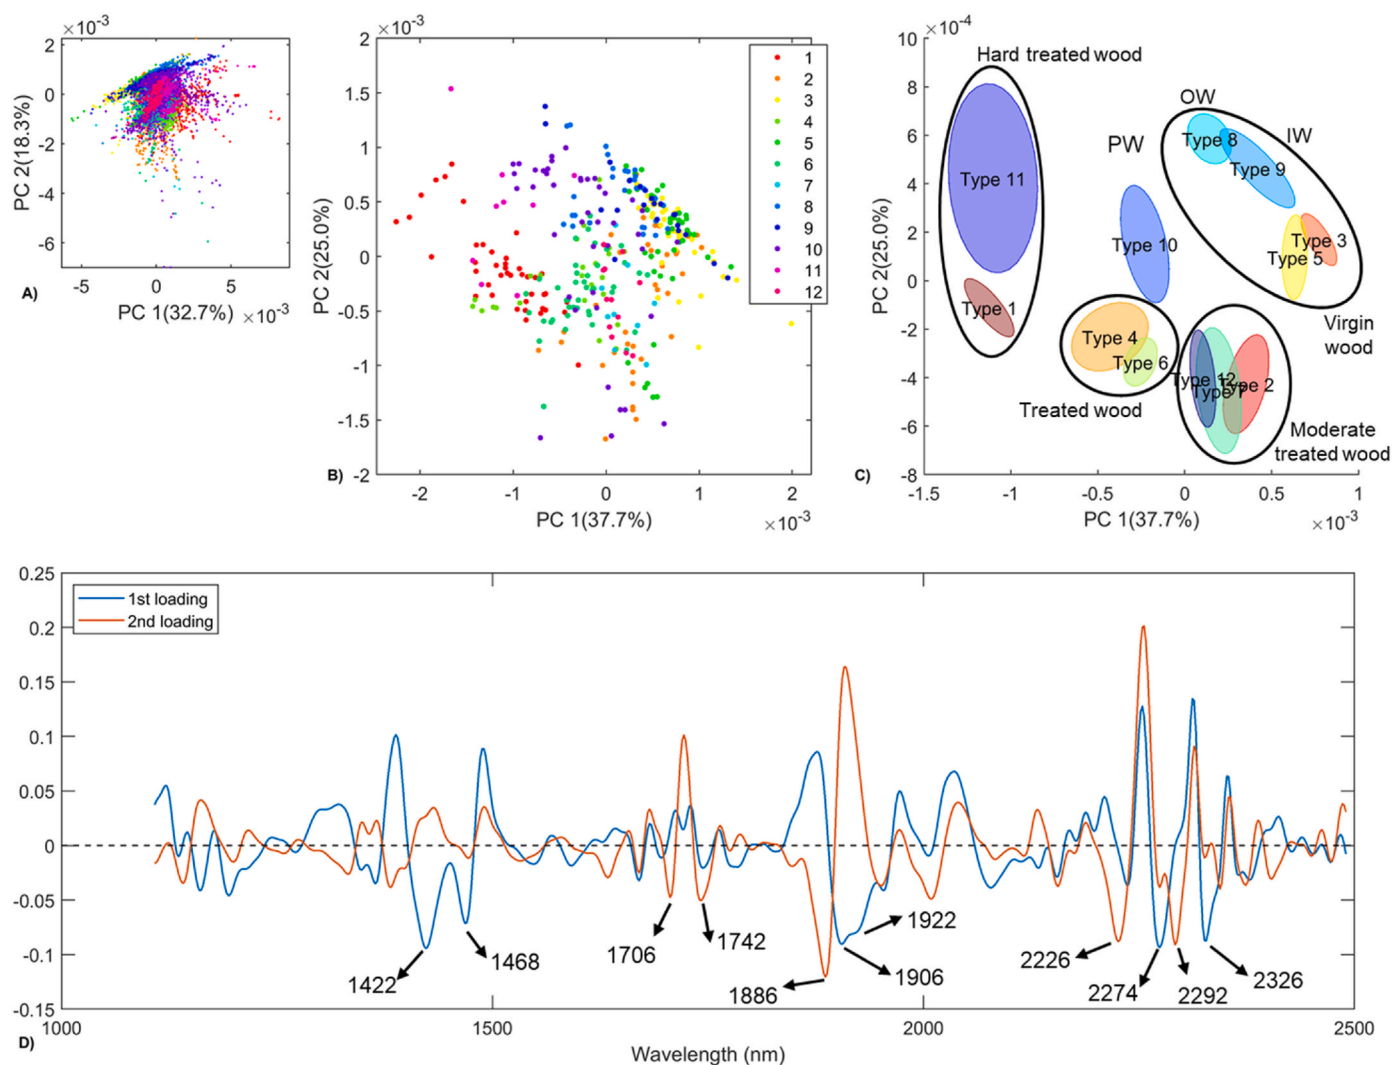 ×10⁻³
2
0
-2
-4
-6
PC 2(18.3%)
-5
0
5
PC 1(32.7%)
×10⁻³
A)
×10⁻³
2
1.5
1
0.5
0
-0.5
-1
-1.5
-2
PC 2(25.0%)
-2
-1
0
1
2
PC 1(37.7%)
×10⁻³
B)
1
2
3
4
5
6
7
8
9
10
11
12
×10⁻⁴
10
8
6
4
2
0
-2
-4
-6
-8
PC 2(25.0%)
-1.5
-1
-0.5
0
0.5
1
PC 1(37.7%)
×10⁻³
C)
Hard treated wood
OW
IW
PW
Type 8
Type 9
Type 11
Type 3
Type 10
Type 5
Type 1
Virgin
wood
Type 4
Type 6
Type 12
Type 7
Type 2
Treated wood
Moderate
treated wood
0.25
0.2
0.15
0.1
0.05
0
-0.05
-0.1
-0.15
1st loading
2nd loading
1422
1468
1706
1742
1886
1906
1922
2226
2274
2292
2326
1000
1500
2000
2500
Wavelength (nm)
D)